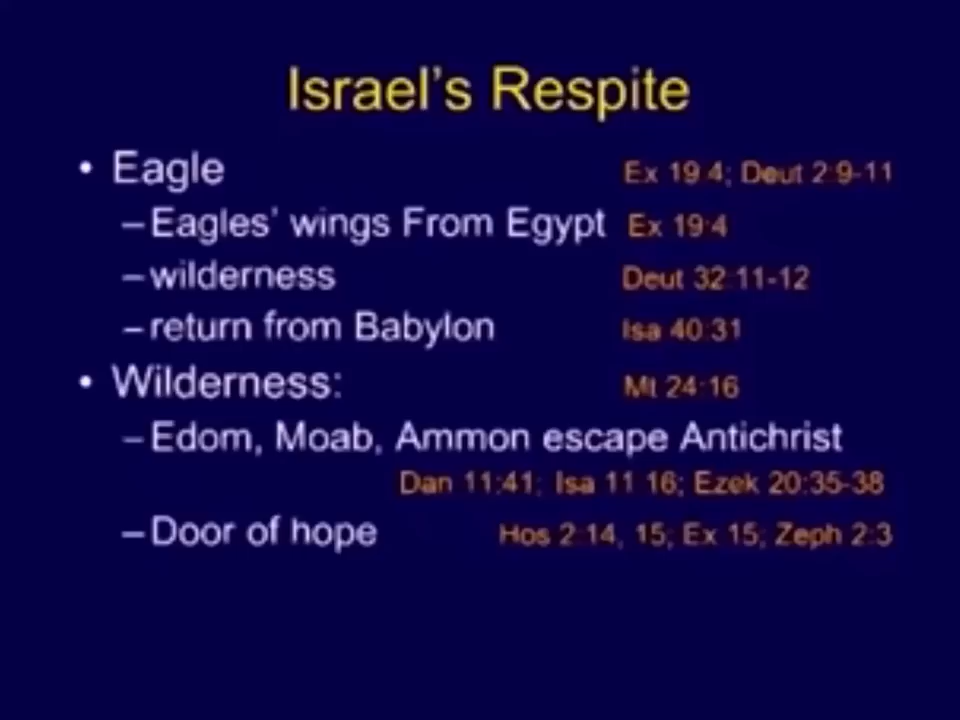 Israel's Respite
• Eagle Ex 19:4; Deut 2:9-11
– Eagles' wings From Egypt Ex 19:4
– wilderness Deut 32:11-12
– return from Babylon Isa 40:31
• Wilderness: Mt 24:16
– Edom, Moab, Ammon escape Antichrist
Dan 11:41; Isa 11:16; Ezek 20:35-38
– Door of hope Hos 2:14, 15; Ex 15; Zeph 2:3